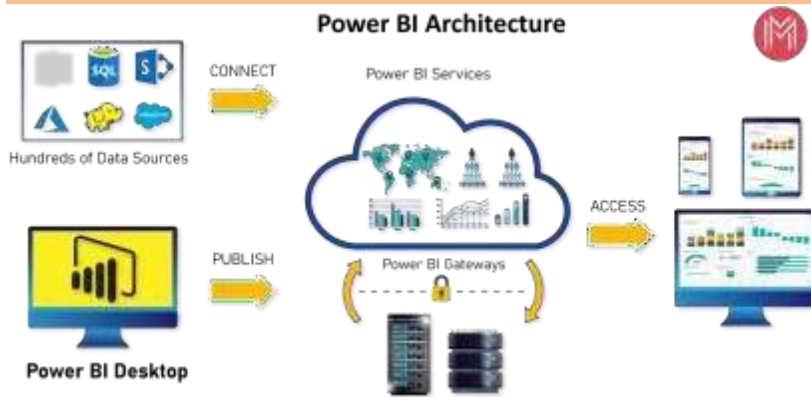 Power BI Architecture
CONNECT
Power BI Services
SQL
S
Hundreds of Data Sources
ACCESS
PUBLISH
Power BI Gateways
Power BI Desktop